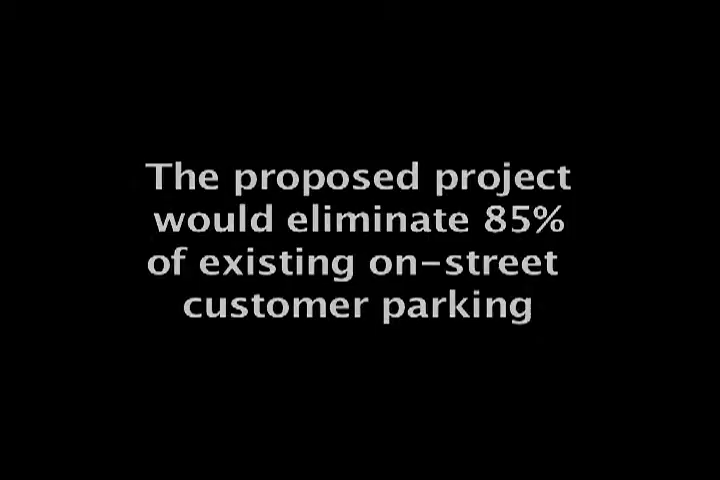 The proposed project
would eliminate 85%
of existing on-street
customer parking